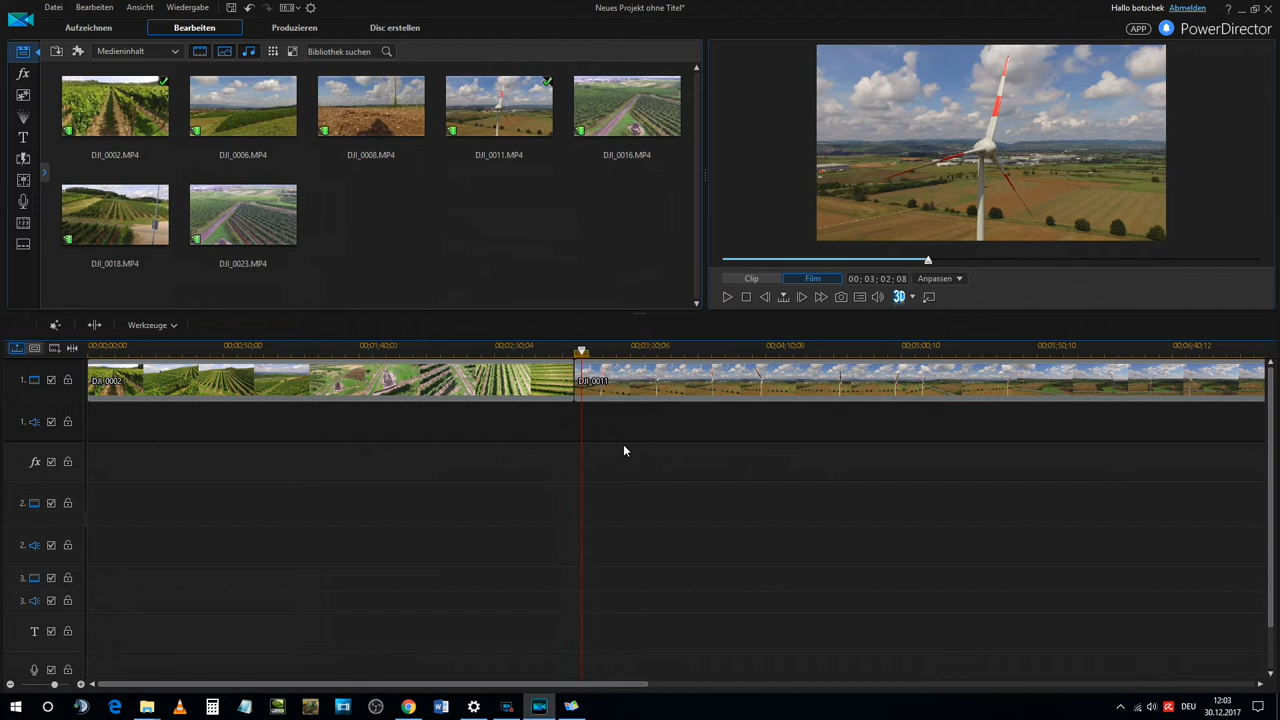 Datei Bearbeiten Ansicht Wiedergabe Neues Projekt ohne Titel* Hallo botschek Abmelden ?
Aufzeichnen Bearbeiten Produzieren Disc erstellen APP PowerDirector
Medieninhalt Bibliothek suchen
DJI_0002.MP4 DJI_0006.MP4 DJI_0008.MP4 DJI_0011.MP4 DJI_0016.MP4
DJI_0018.MP4 DJI_0023.MP4
Clip Film 00; 03; 02; 08 Anpassen
3D
Werkzeuge
00;00;00;00 00;00;50;00 00;01;40;02 00;02;30;04 00;03;20;06 00;04;10;08 00;05;00;10 00;05;50;10 00;06;40;12
1. DJI_0002 DJI_0011
1.
fx
2.
2.
3.
3.
T
DEU 12:03
30.12.2017